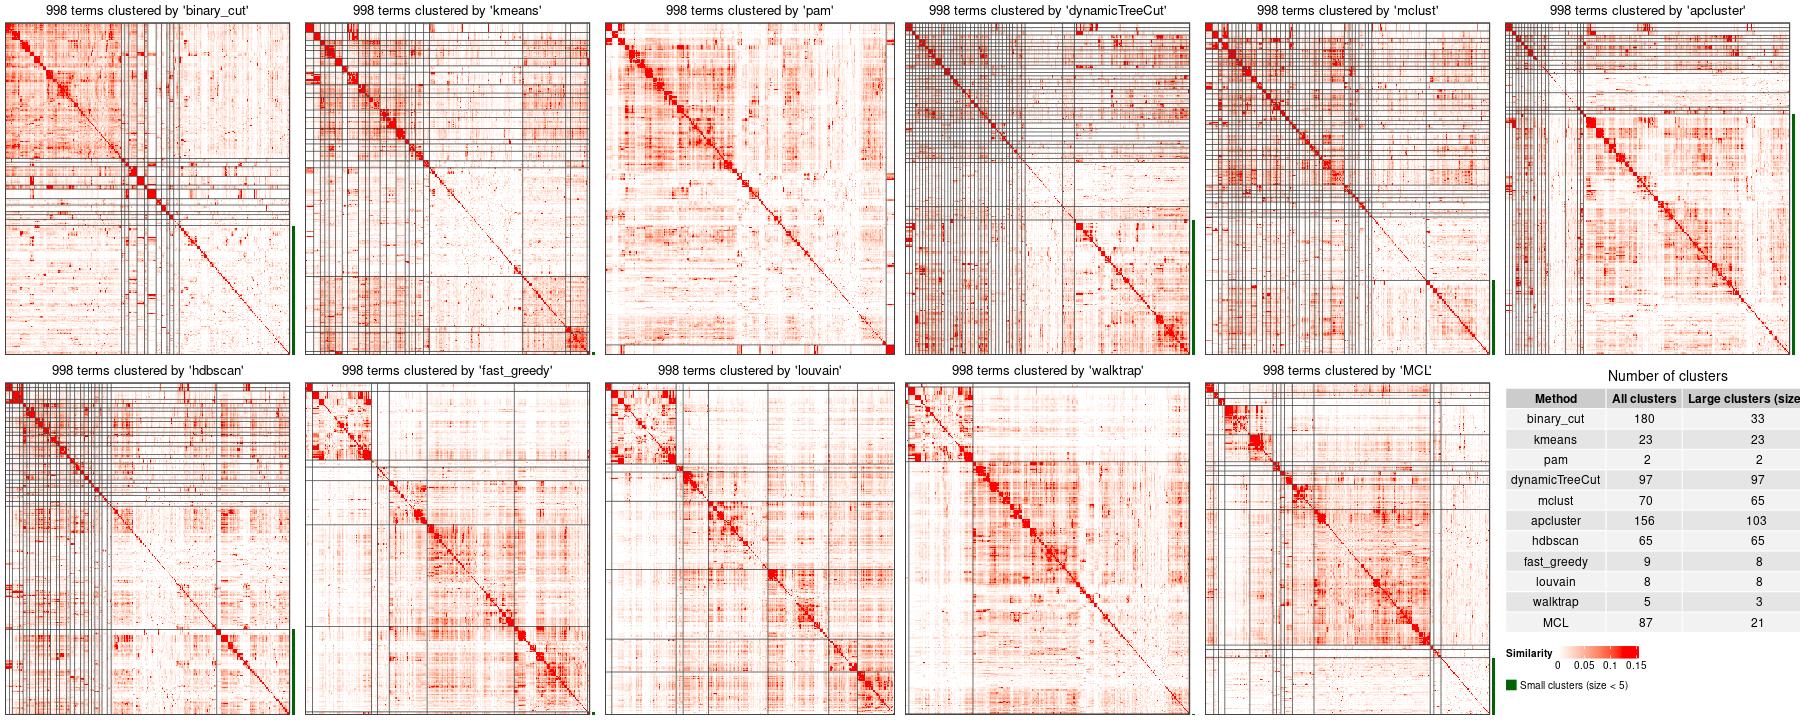 998 terms clustered by 'binary_cut'
998 terms clustered by 'kmeans'
998 terms clustered by 'pam'
998 terms clustered by 'dynamicTreeCut'
998 terms clustered by 'mclust'
998 terms clustered by 'apcluster'
998 terms clustered by 'hdbscan'
998 terms clustered by 'fast_greedy'
998 terms clustered by 'louvain'
998 terms clustered by 'walktrap'
998 terms clustered by 'MCL'
Number of clusters
Method All clusters Large clusters (size
binary_cut 180 33
kmeans 23 23
pam 2 2
dynamicTreeCut 97 97
mclust 70 65
apcluster 156 103
hdbscan 65 65
fast_greedy 9 8
louvain 8 8
walktrap 5 3
MCL 87 21
Similarity
0 0.05 0.1 0.15
Small clusters (size < 5)